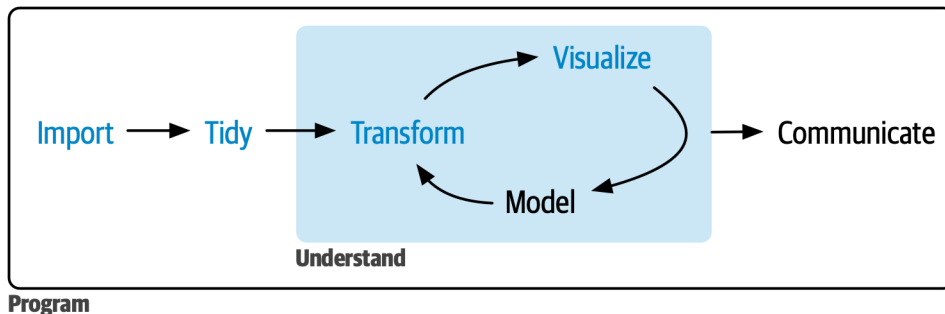 Visualize
Import Tidy Transform Communicate
Model
Understand
Program